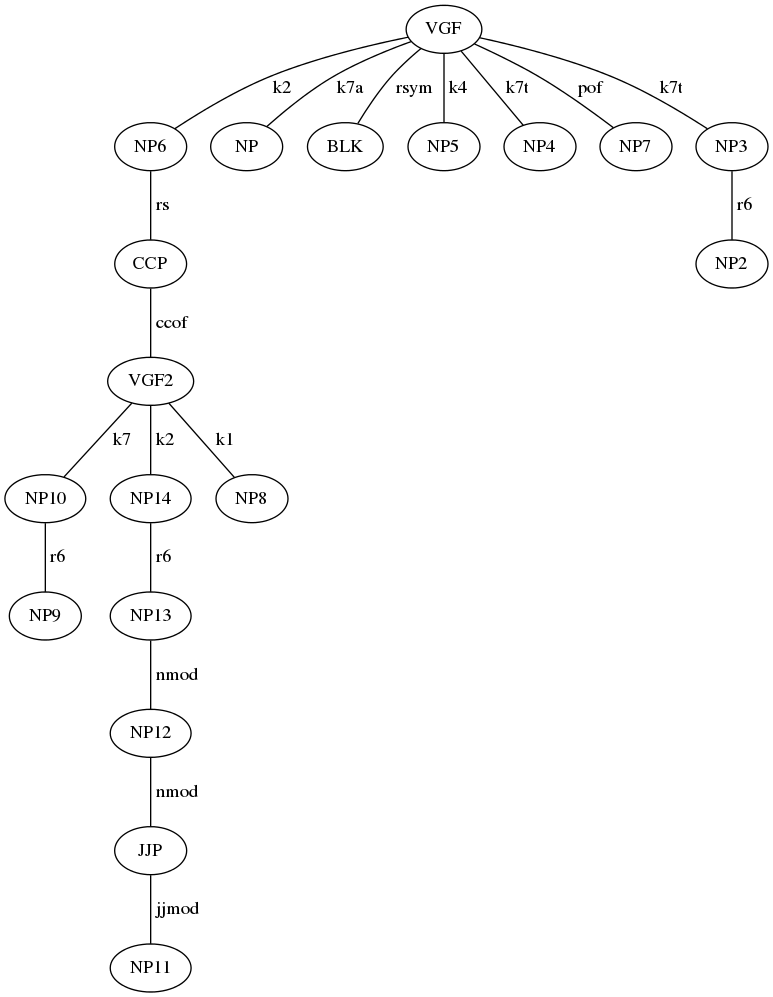 VGF
k2 k7a rsym k4 k7t pof k7t
NP6 NP BLK NP5 NP4 NP7 NP3
rs r6
CCP NP2
ccof
VGF2
k7 k2 k1
NP10 NP14 NP8
r6 r6
NP9 NP13
nmod
NP12
nmod
JJP
jjmod
NP11